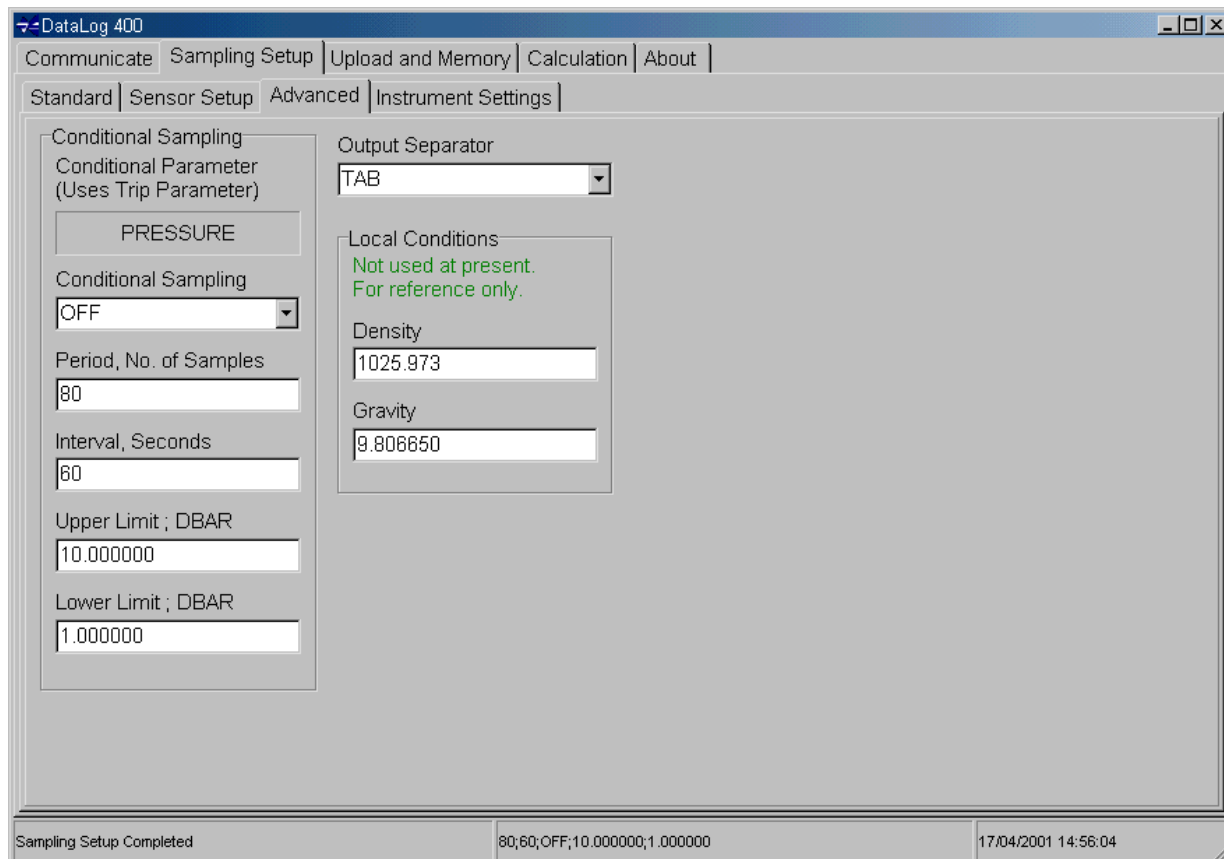 DataLog 400
Communicate Sampling Setup Upload and Memory Calculation About
Standard Sensor Setup Advanced Instrument Settings
Conditional Sampling
Conditional Parameter
(Uses Trip Parameter)
PRESSURE
Conditional Sampling
OFF
Period, No. of Samples
80
Interval, Seconds
60
Upper Limit ; DBAR
10.000000
Lower Limit ; DBAR
1.000000
Output Separator
TAB
Local Conditions
Not used at present.
For reference only.
Density
1025.973
Gravity
9.806650
Sampling Setup Completed
80;60;OFF;10.000000;1.000000
17/04/2001 14:56:04